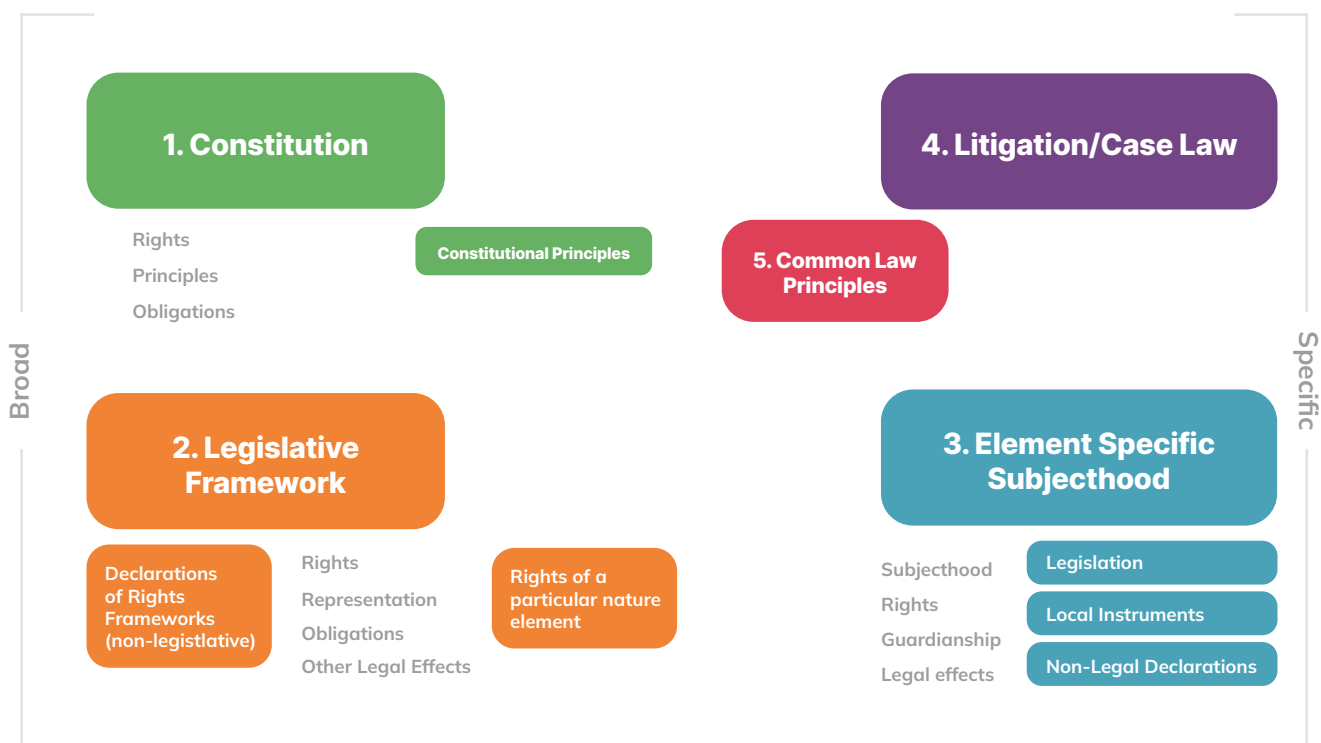 1. Constitution
Rights
Principles
Obligations
Constitutional Principles
4. Litigation/Case Law
5. Common Law
Principles
Broad
Specific
2. Legislative
Framework
Declarations
of Rights
Frameworks
(non-legistlative)
Rights
Representation
Obligations
Other Legal Effects
Rights of a
particular nature
element
3. Element Specific
Subjecthood
Subjecthood
Rights
Guardianship
Legal effects
Legislation
Local Instruments
Non-Legal Declarations